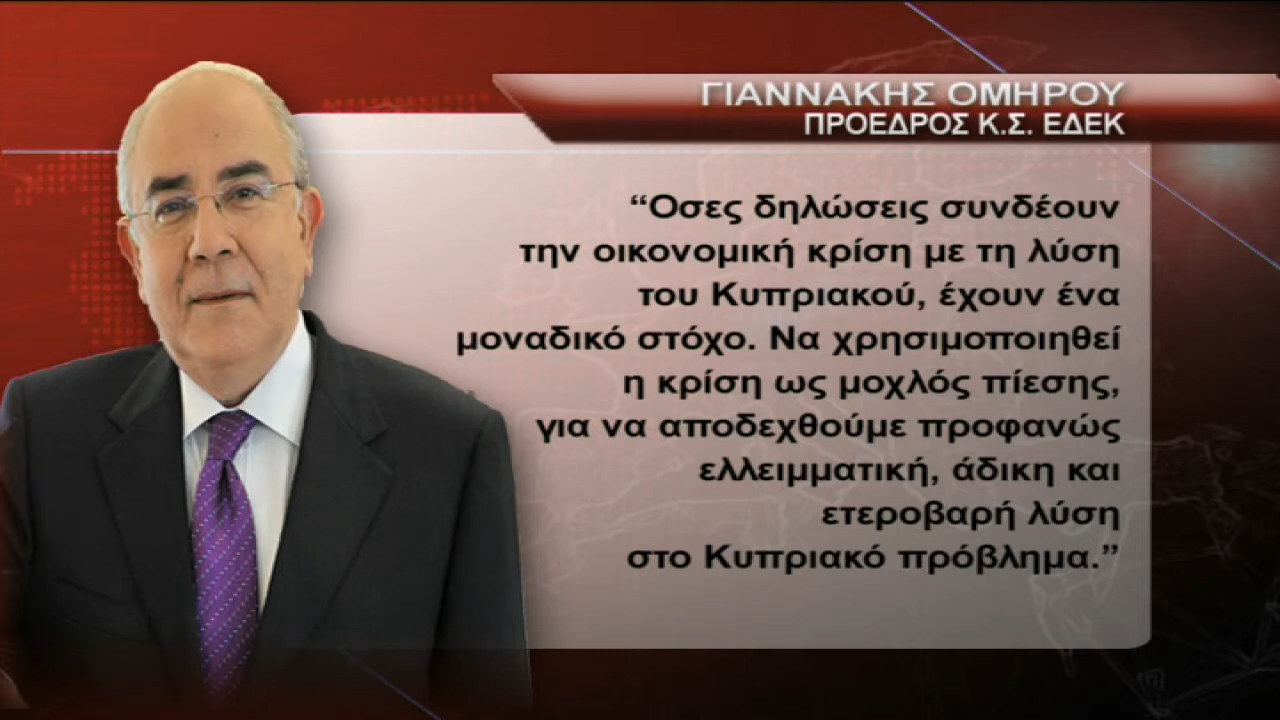 ΓΙΑΝΝΑΚΗΣ ΟΜΗΡΟΥ
ΠΡΟΕΔΡΟΣ Κ.Σ. ΕΔΕΚ
“Οσες δηλώσεις συνδέουν
την οικονομική κρίση με τη λύση
του Κυπριακού, έχουν ένα
μοναδικό στόχο. Να χρησιμοποιηθεί
η κρίση ως μοχλός πίεσης,
για να αποδεχθούμε προφανώς
ελλειμματική, άδικη και
ετεροβαρή λύση
στο Κυπριακό πρόβλημα.”